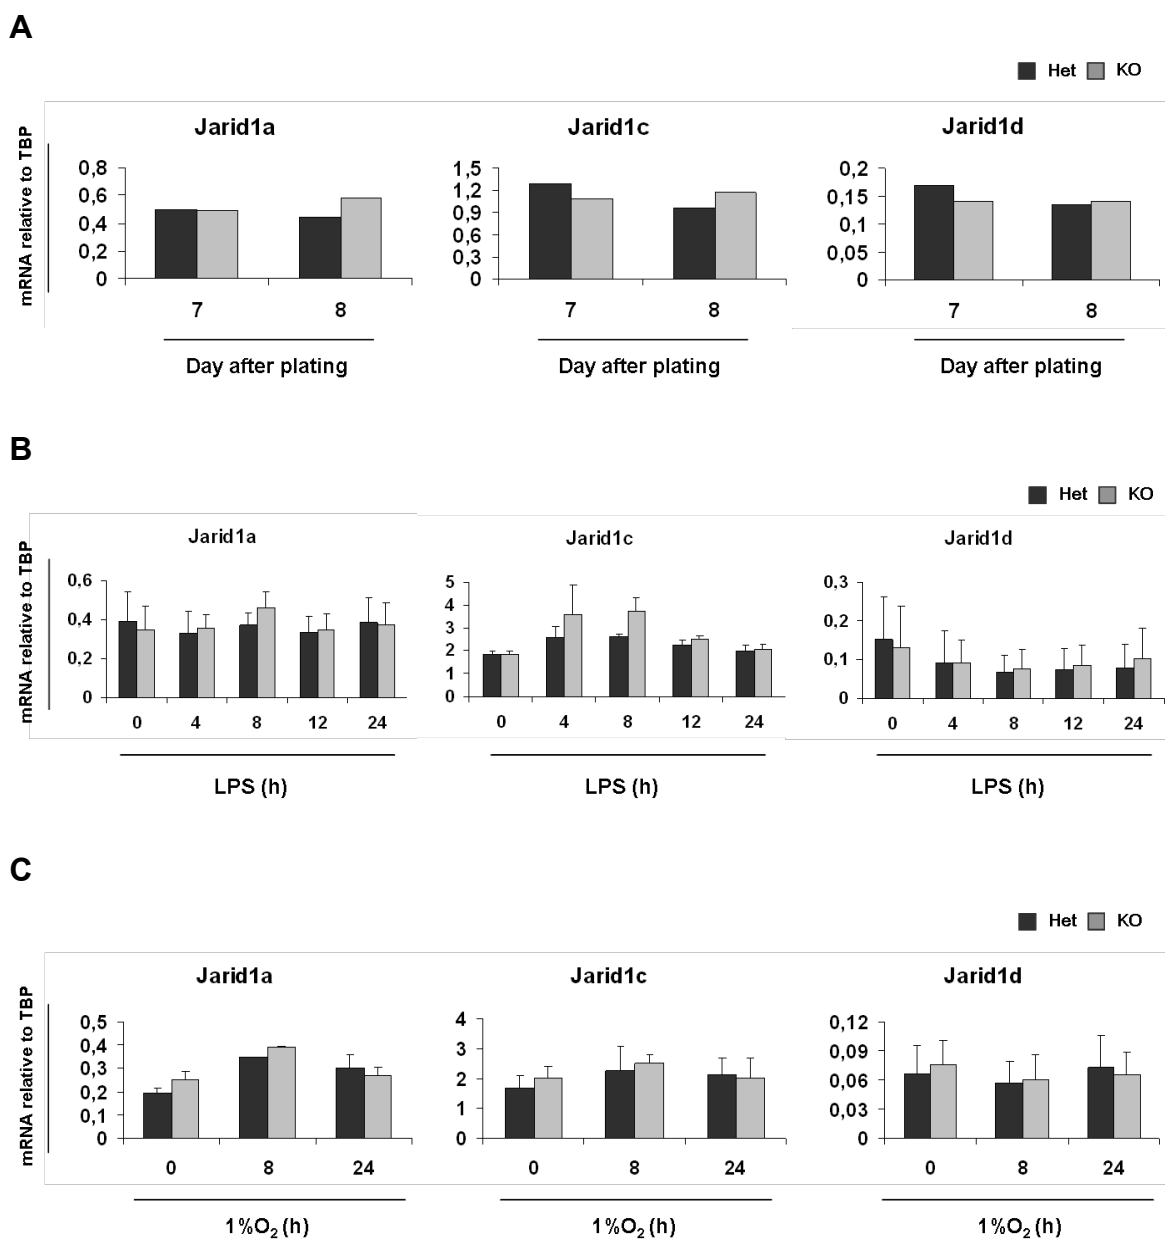 A
Het KO
Jarid1a Jarid1c Jarid1d
mRNA relative to TBP
0,8
0,6
0,4
0,2
0
7 8
Day after plating
1,5
1,2
0,9
0,6
0,3
0
7 8
Day after plating
0,2
0,15
0,1
0,05
0
7 8
Day after plating
B
Het KO
Jarid1a Jarid1c Jarid1d
mRNA relative to TBP
0,6
0,4
0,2
0
0 4 8 12 24
LPS (h)
5
4
3
2
1
0
0 4 8 12 24
LPS (h)
0,3
0,2
0,1
0
0 4 8 12 24
LPS (h)
C
Het KO
Jarid1a Jarid1c Jarid1d
mRNA relative to TBP
0,5
0,4
0,3
0,2
0,1
0
0 8 24
1%O₂ (h)
4
3
2
1
0
0 8 24
1%O₂ (h)
0,12
0,09
0,06
0,03
0
0 8 24
1%O₂ (h)